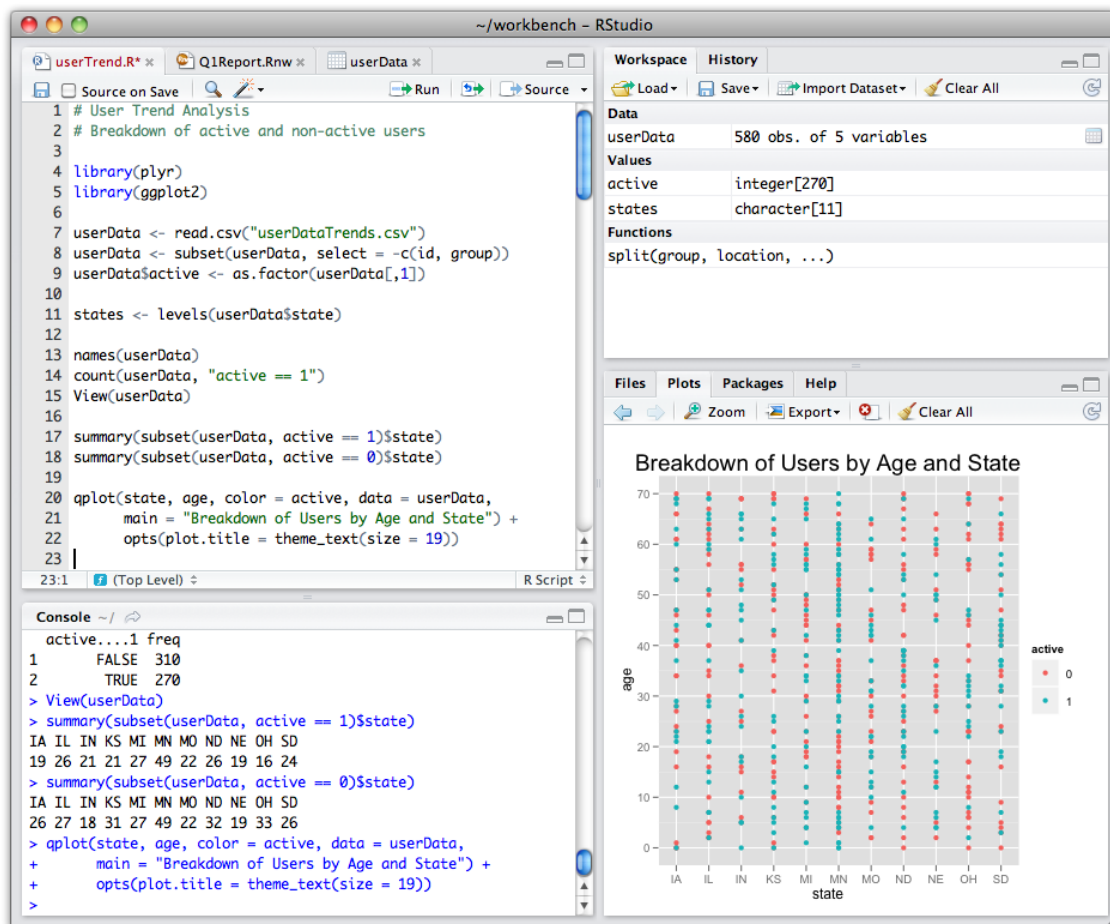 ~/workbench – RStudio
userTrend.R* Q1Report.Rnw userData
Source on Save Run Source
1 # User Trend Analysis
2 # Breakdown of active and non-active users
3
4 library(plyr)
5 library(ggplot2)
6
7 userData <- read.csv("userDataTrends.csv")
8 userData <- subset(userData, select = -c(id, group))
9 userData$active <- as.factor(userData[,1])
10
11 states <- levels(userData$state)
12
13 names(userData)
14 count(userData, "active == 1")
15 View(userData)
16
17 summary(subset(userData, active == 1)$state)
18 summary(subset(userData, active == 0)$state)
19
20 qplot(state, age, color = active, data = userData,
21 main = "Breakdown of Users by Age and State") +
22 opts(plot.title = theme_text(size = 19))
23
23:1 (Top Level) R Script
Console ~/
active....1 freq
1 FALSE 310
2 TRUE 270
> View(userData)
> summary(subset(userData, active == 1)$state)
IA IL IN KS MI MN MO ND NE OH SD
19 26 21 21 27 49 22 26 19 16 24
> summary(subset(userData, active == 0)$state)
IA IL IN KS MI MN MO ND NE OH SD
26 27 18 31 27 49 22 32 19 33 26
> qplot(state, age, color = active, data = userData,
+ main = "Breakdown of Users by Age and State") +
+ opts(plot.title = theme_text(size = 19))
>
Workspace History
Load Save Import Dataset Clear All
Data
userData 580 obs. of 5 variables
Values
active integer[270]
states character[11]
Functions
split(group, location, ...)
Files Plots Packages Help
Zoom Export Clear All
Breakdown of Users by Age and State
70
60
50
40
30
20
10
0
age
IA IL IN KS MI MN MO ND NE OH SD
state
active
0
1